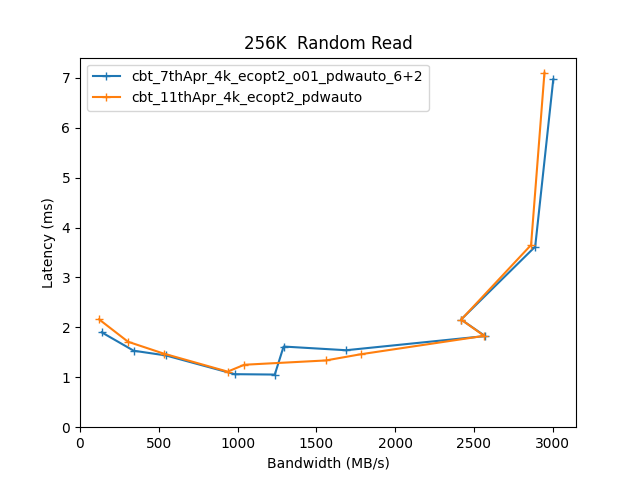 256K  Random Read
cbt_7thApr_4k_ecopt2_o01_pdwauto_6+2
cbt_11thApr_4k_ecopt2_pdwauto
Latency (ms)
7
6
5
4
3
2
1
0
0 500 1000 1500 2000 2500 3000
Bandwidth (MB/s)